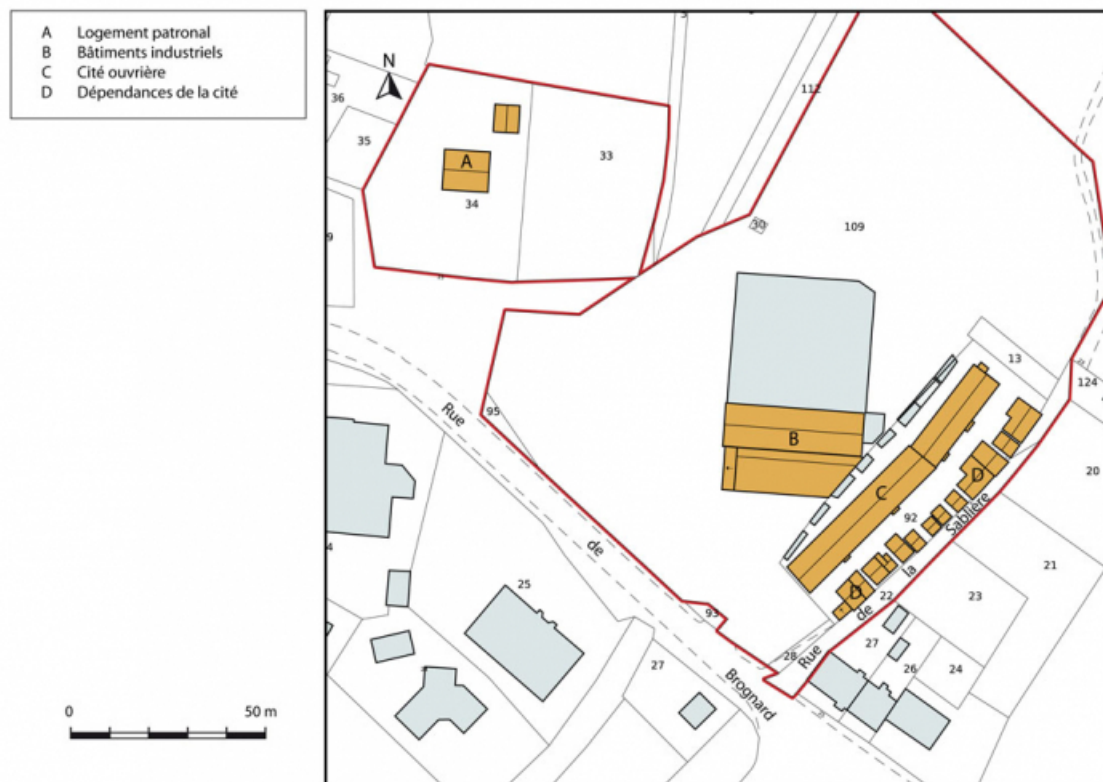 A Logement patronal
B Bâtiments industriels
C Cité ouvrière
D Dépendances de la cité
N
36
35
A
34
33
112
109
9
13
124
95
B
C
D
20
92
Rue
de
25
93
D
22
23
21
28
27
26
24
27
Rue de la Sablière
Brognard
4
0 50 m